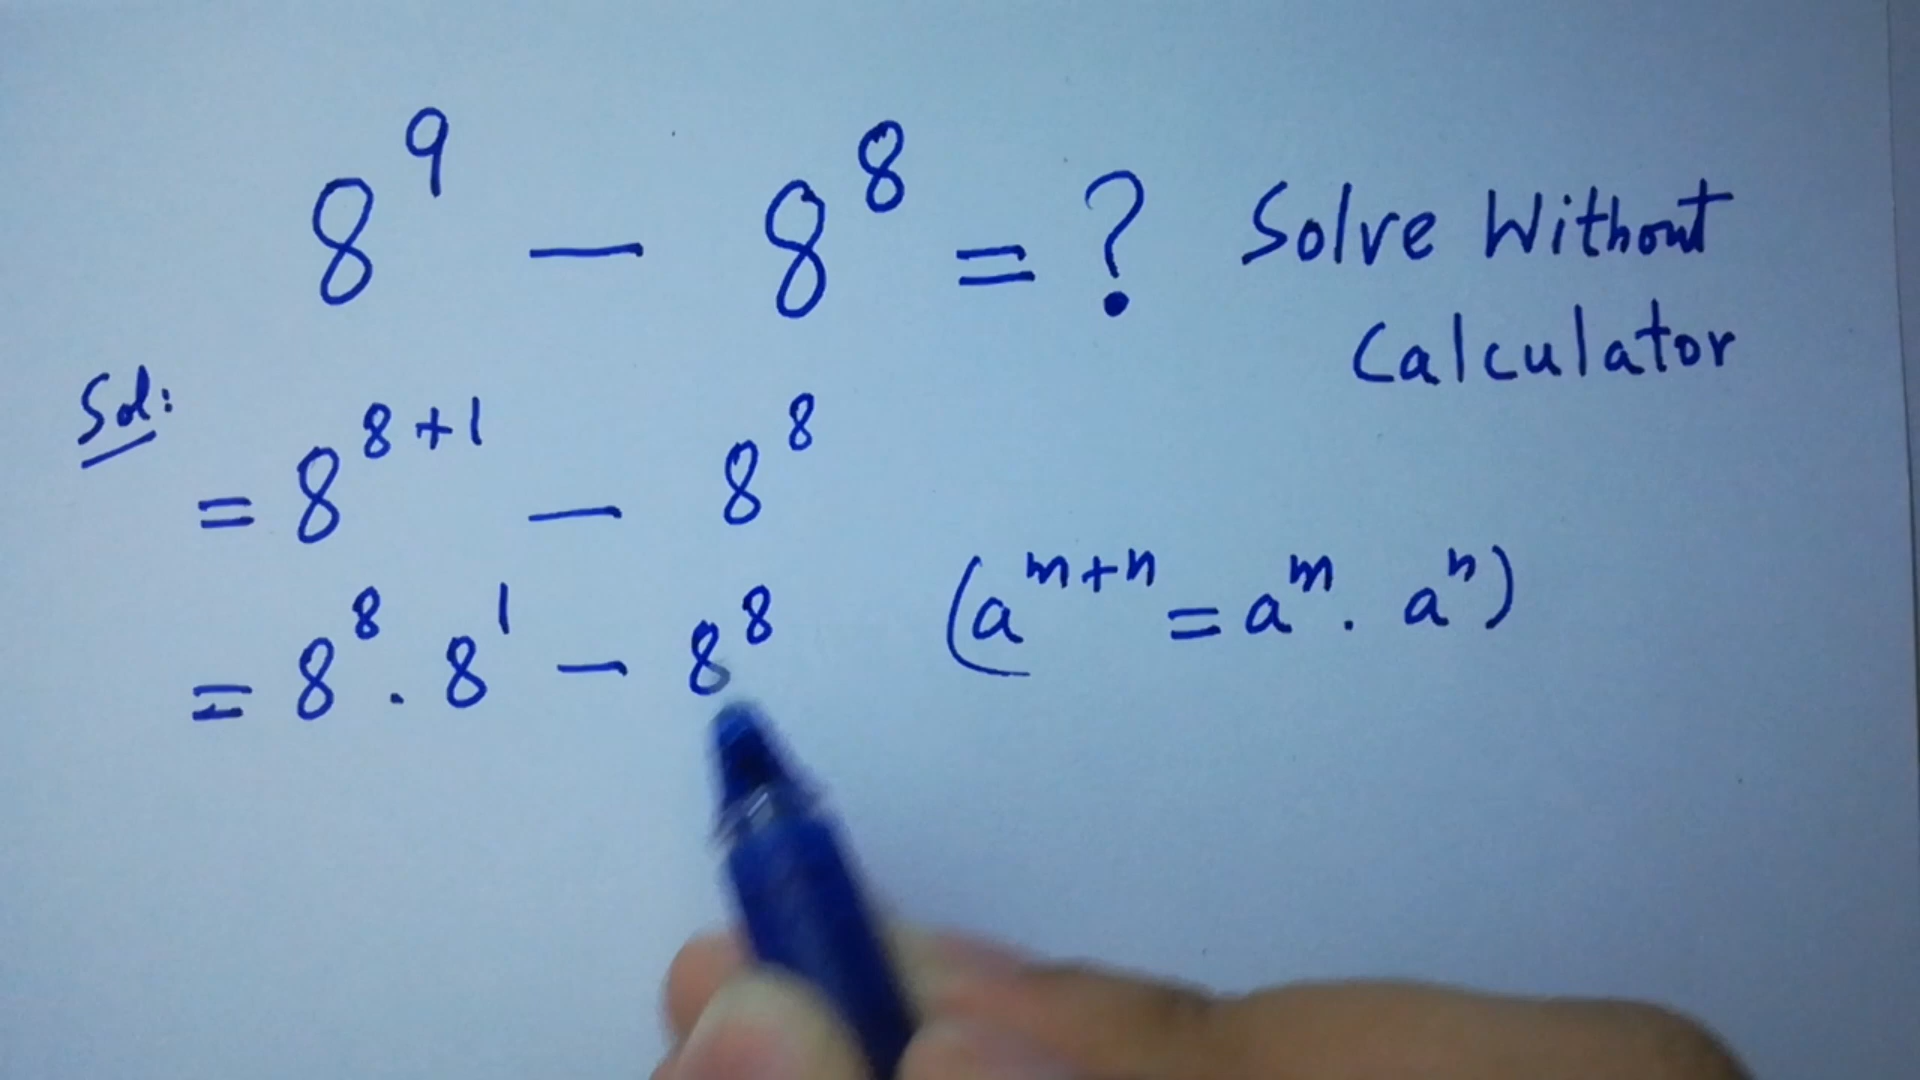 8⁹ − 8⁸ = ? Solve Without
Calculator
Sol:
= 8⁸⁺¹ − 8⁸
= 8⁸ . 8¹ − 8⁸ (aᵐ⁺ⁿ = aᵐ . aⁿ)